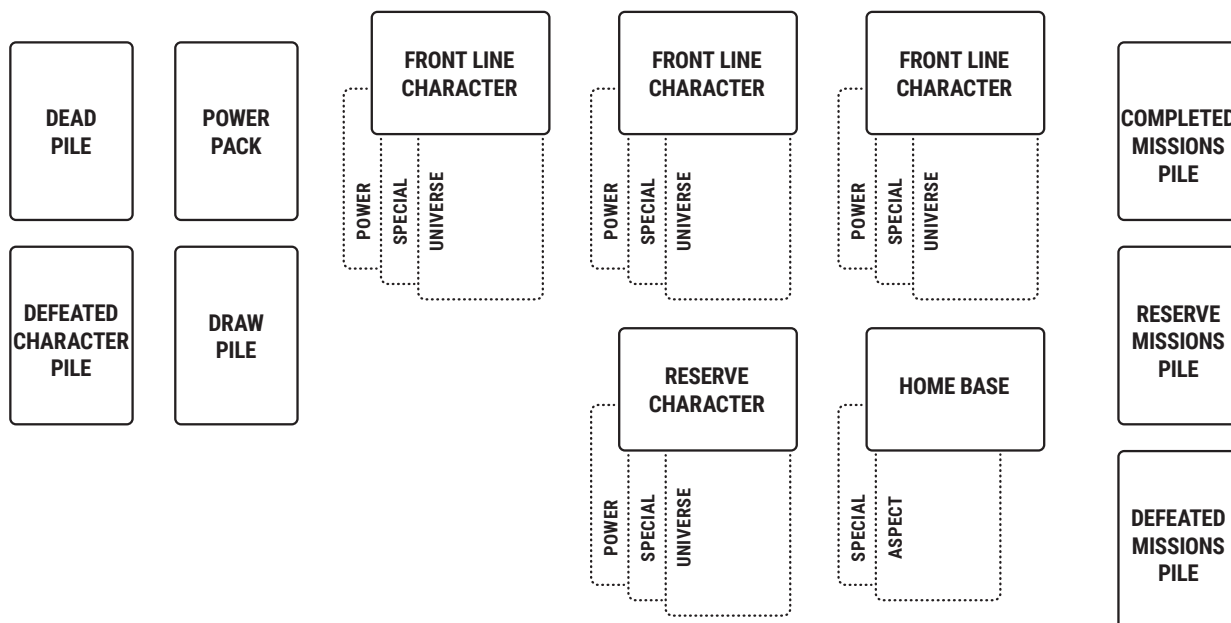 DEAD
PILE
POWER
PACK
FRONT LINE
CHARACTER
POWER
SPECIAL
UNIVERSE
FRONT LINE
CHARACTER
POWER
SPECIAL
UNIVERSE
FRONT LINE
CHARACTER
POWER
SPECIAL
UNIVERSE
COMPLETED
MISSIONS
PILE
DEFEATED
CHARACTER
PILE
DRAW
PILE
RESERVE
CHARACTER
POWER
SPECIAL
UNIVERSE
HOME BASE
SPECIAL
ASPECT
RESERVE
MISSIONS
PILE
DEFEATED
MISSIONS
PILE